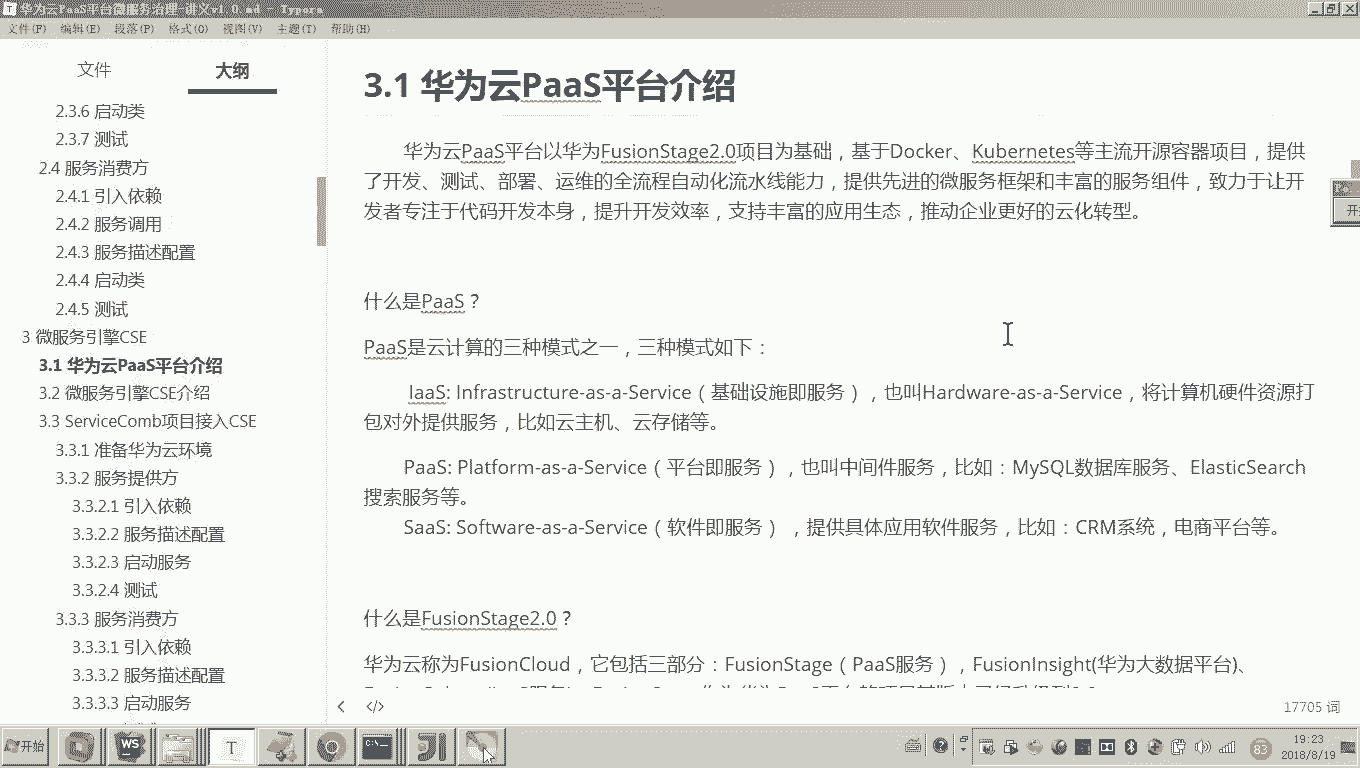 华为云PaaS平台微服务治理-讲义v1.0.md - Typora
文件(F) 编辑(E) 段落(P) 格式(O) 视图(V) 主题(T) 帮助(H)
文件 大纲
2.3.6 启动类
2.3.7 测试
2.4 服务消费方
2.4.1 引入依赖
2.4.2 服务调用
2.4.3 服务描述配置
2.4.4 启动类
2.4.5 测试
3 微服务引擎CSE
3.1 华为云PaaS平台介绍
3.2 微服务引擎CSE介绍
3.3 ServiceComb项目接入CSE
3.3.1 准备华为云环境
3.3.2 服务提供方
3.3.2.1 引入依赖
3.3.2.2 服务描述配置
3.3.2.3 启动服务
3.3.2.4 测试
3.3.3 服务消费方
3.3.3.1 引入依赖
3.3.3.2 服务描述配置
3.3.3.3 启动服务
3.1 华为云PaaS平台介绍
华为云PaaS平台以华为FusionStage2.0项目为基础，基于Docker、Kubernetes等主流开源容器项目，提供
了开发、测试、部署、运维的全流程自动化流水线能力，提供先进的微服务框架和丰富的服务组件，致力于让开
发者专注于代码开发本身，提升开发效率，支持丰富的应用生态，推动企业更好的云化转型。
什么是PaaS？
PaaS是云计算的三种模式之一，三种模式如下：
IaaS: Infrastructure-as-a-Service（基础设施即服务），也叫Hardware-as-a-Service，将计算机硬件资源打
包对外提供服务，比如云主机、云存储等。
PaaS: Platform-as-a-Service（平台即服务），也叫中间件服务，比如：MySQL数据库服务、ElasticSearch
搜索服务等。
SaaS: Software-as-a-Service（软件即服务），提供具体应用软件服务，比如：CRM系统，电商平台等。
什么是FusionStage2.0？
华为云称为FusionCloud，它包括三部分：FusionStage（PaaS服务），FusionInsight(华为大数据平台)、
17705 词
开始
WS
T
C:\
83
19:23
2018/8/19